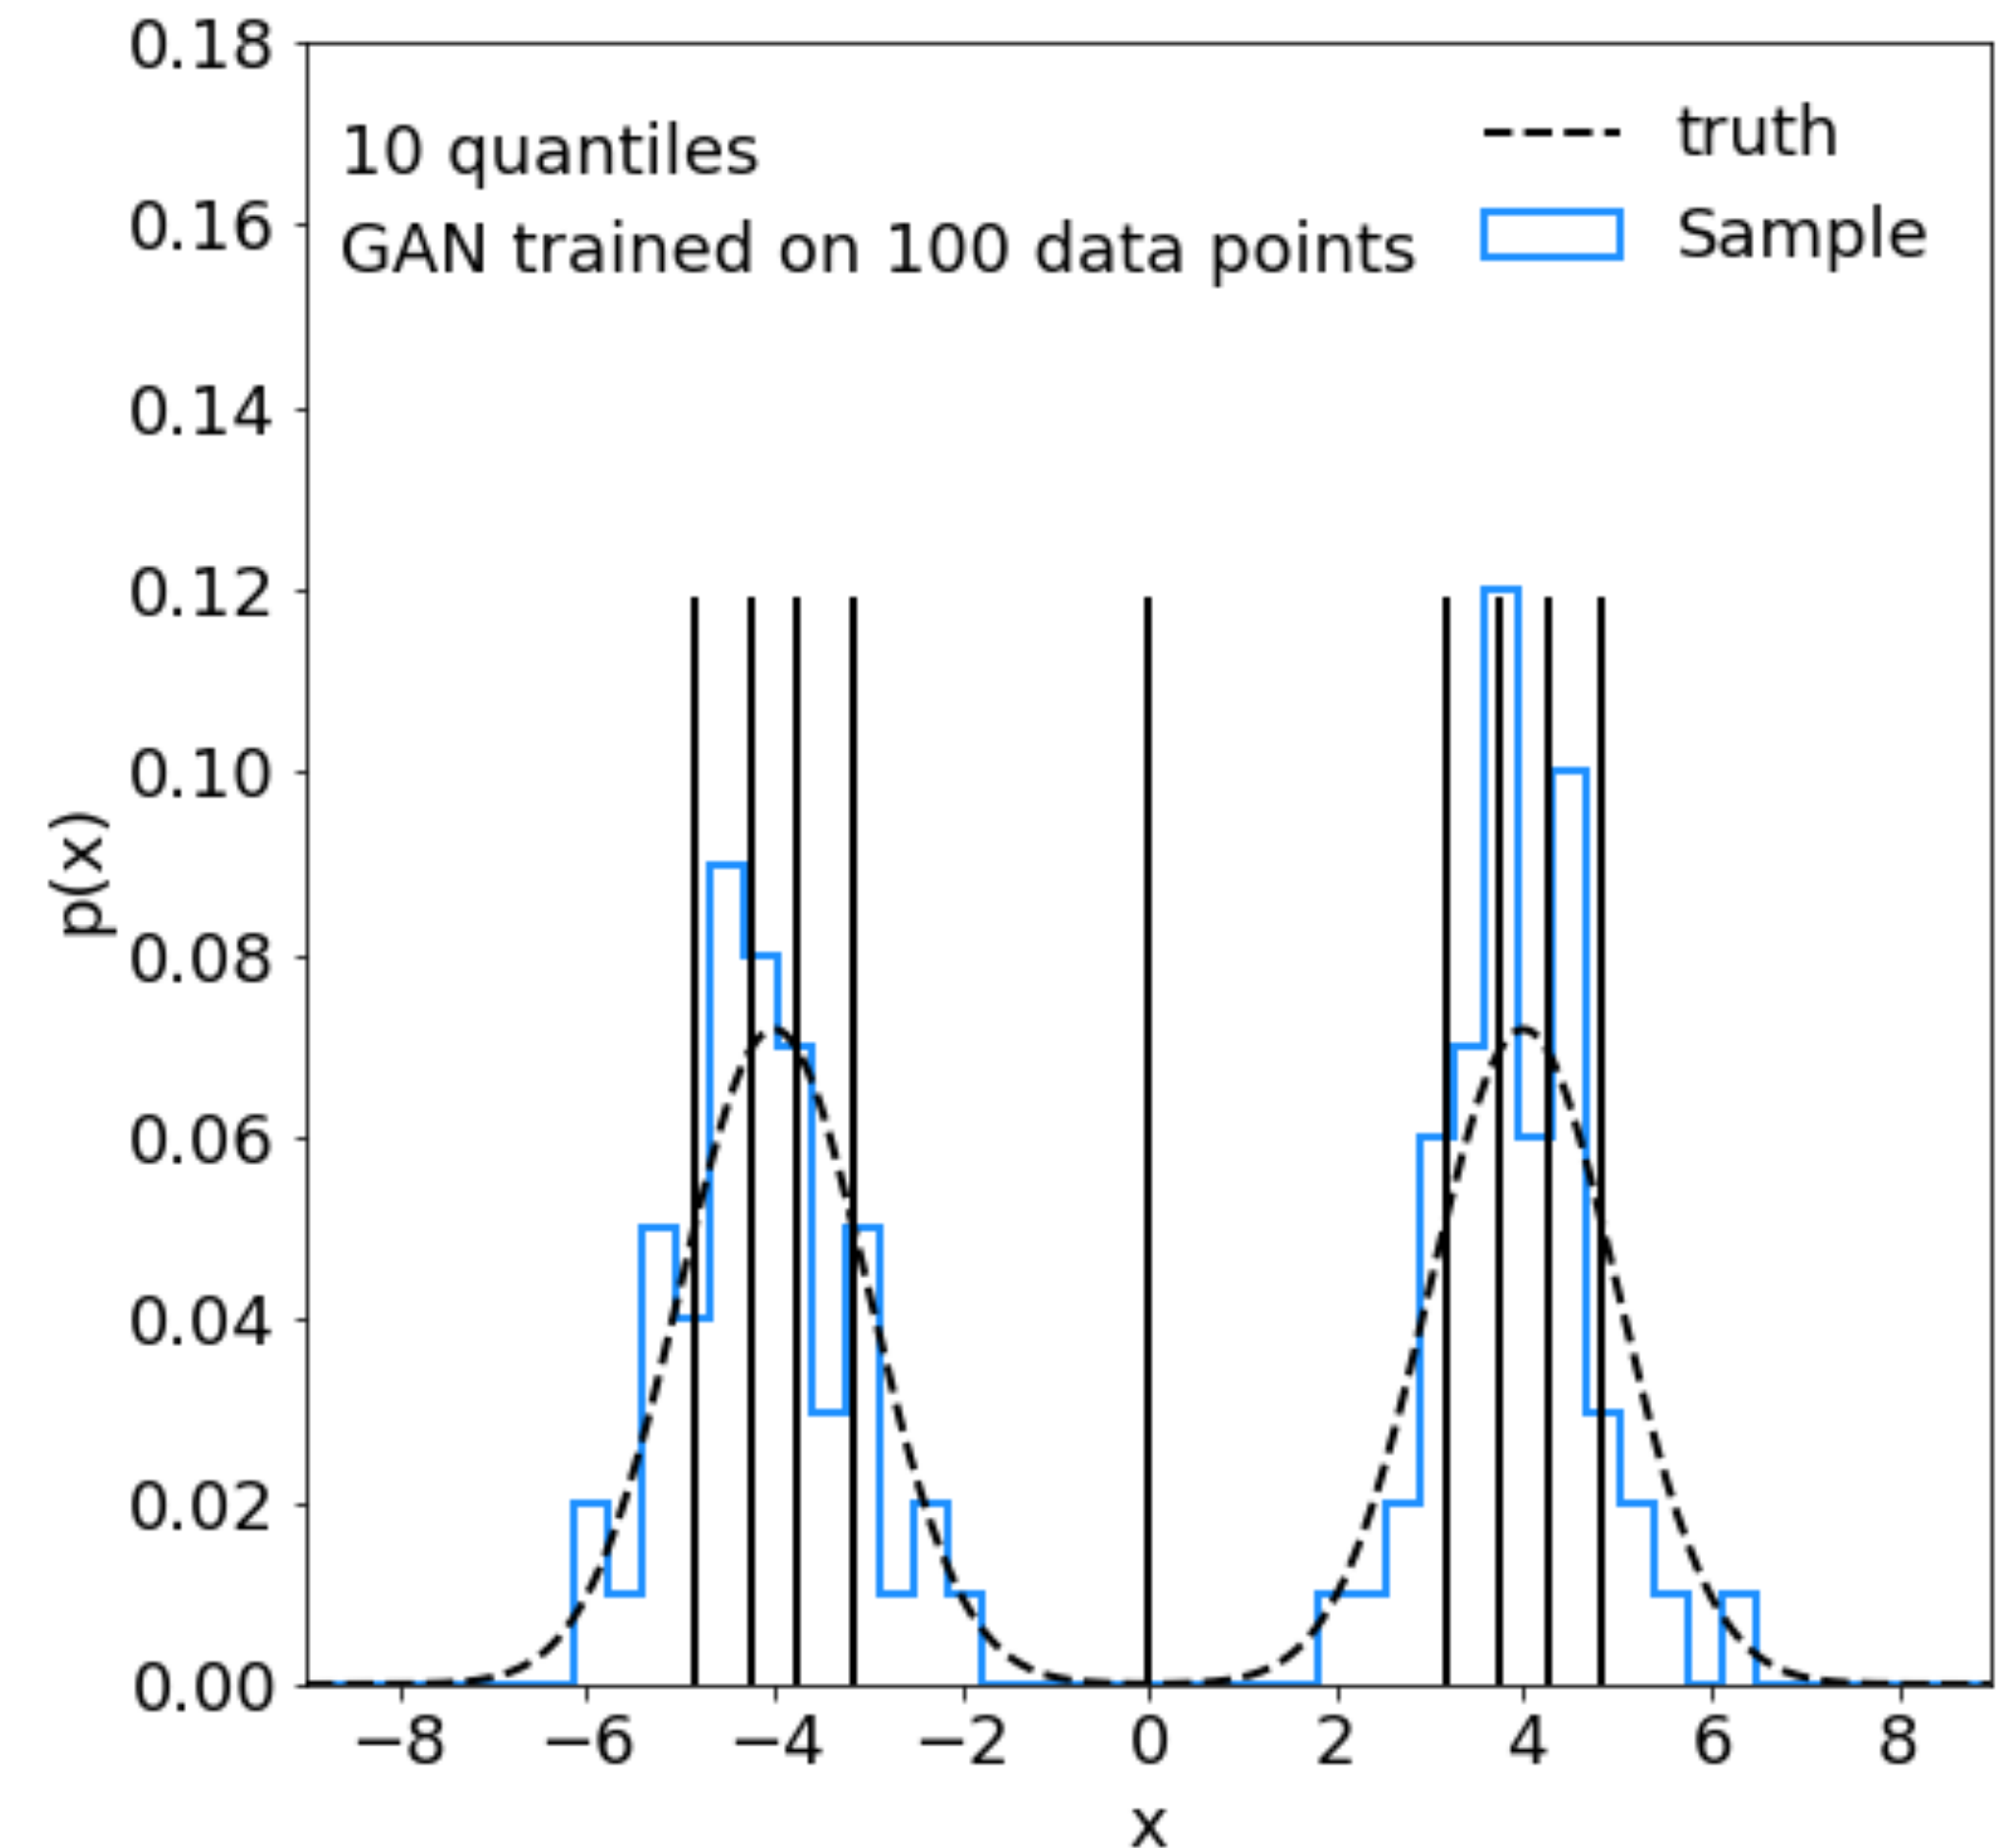 10 quantiles
GAN trained on 100 data points
truth
Sample
p(x)
0.18
0.16
0.14
0.12
0.10
0.08
0.06
0.04
0.02
0.00
−8 −6 −4 −2 0 2 4 6 8
x